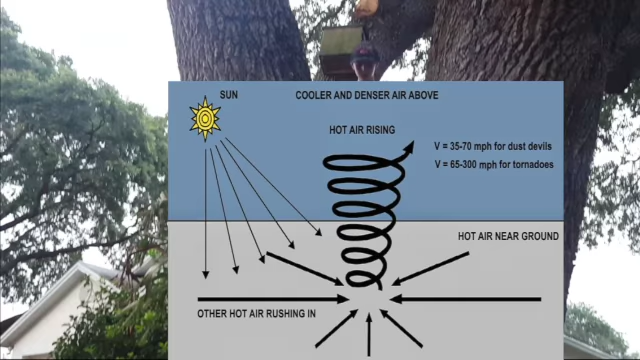 SUN
COOLER AND DENSER AIR ABOVE
HOT AIR RISING
V = 35-70 mph for dust devils
V = 65-300 mph for tornadoes
HOT AIR NEAR GROUND
OTHER HOT AIR RUSHING IN